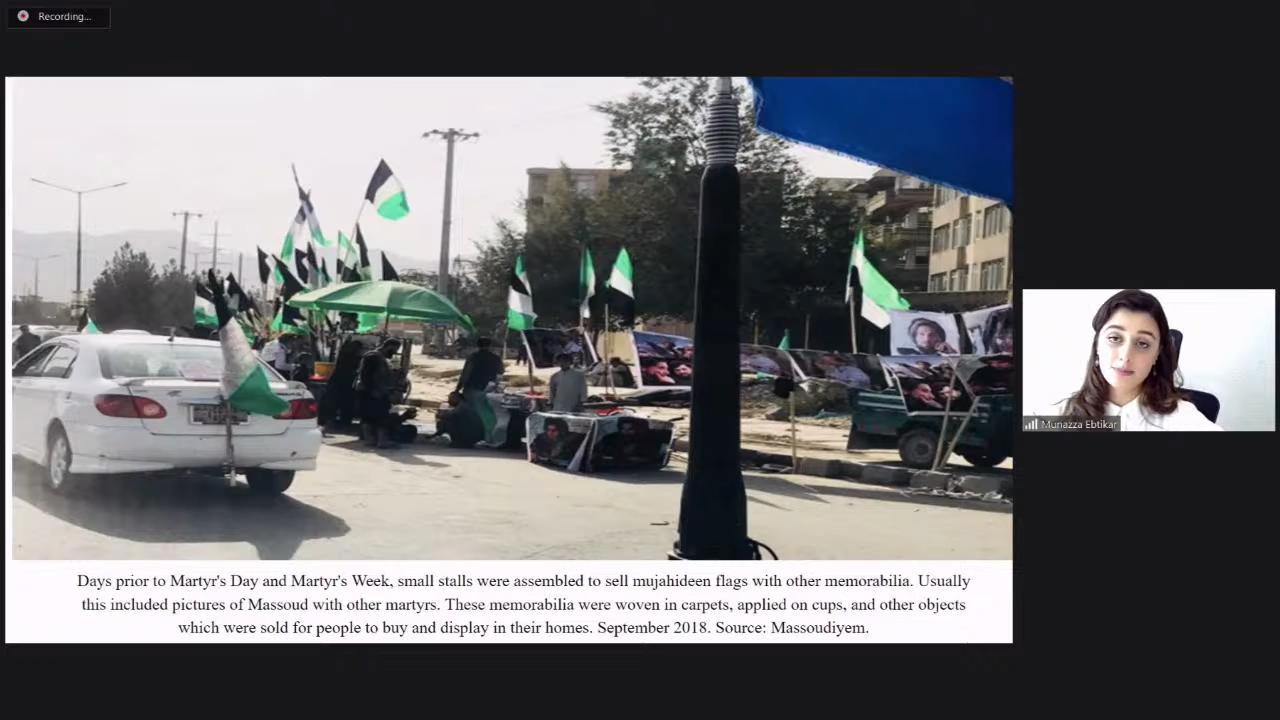 Recording...
Days prior to Martyr's Day and Martyr's Week, small stalls were assembled to sell mujahideen flags with other memorabilia. Usually
this included pictures of Massoud with other martyrs. These memorabilia were woven in carpets, applied on cups, and other objects
which were sold for people to buy and display in their homes. September 2018. Source: Massoudiyem.
Munazza Ebtikar